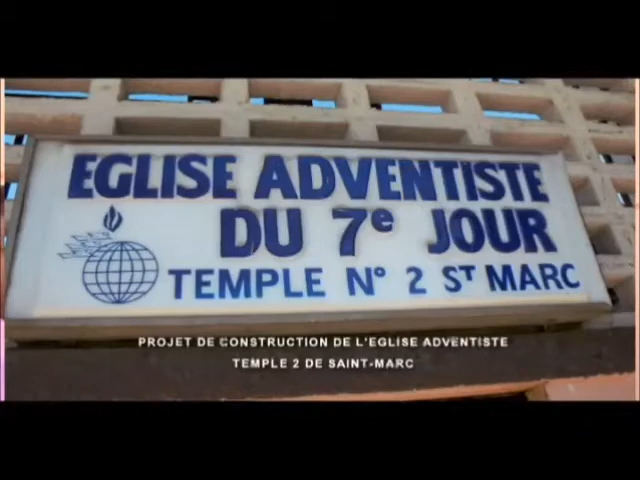 EGLISE ADVENTISTE
DU 7e JOUR
TEMPLE N° 2 ST MARC
PROJET DE CONSTRUCTION DE L'EGLISE ADVENTISTE
TEMPLE 2 DE SAINT-MARC